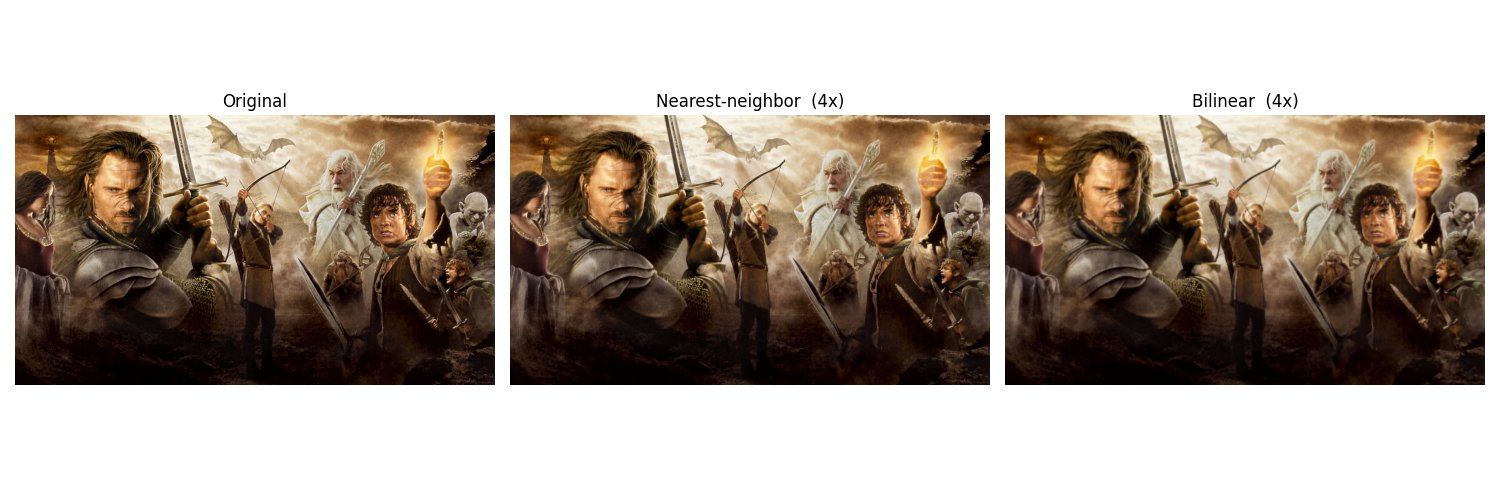 Original
Nearest-neighbor  (4x)
Bilinear  (4x)